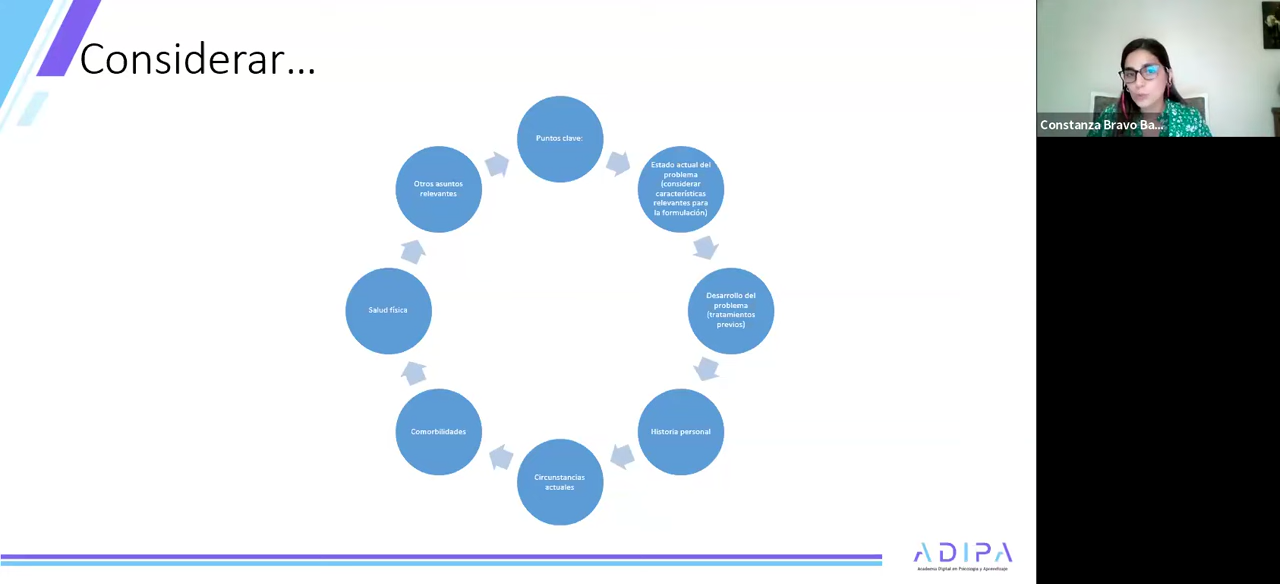 Considerar...
Puntos clave:
Estado actual del
problema
(considerar
características
relevantes para
la formulación)
Desarrollo del
problema
(tratamientos
previos)
Historia personal
Circunstancias
actuales
Comorbilidades
Salud física
Otros asuntos
relevantes
Constanza Bravo Ba...
ADIPA
Academia Digital en Psicología y Aprendizaje